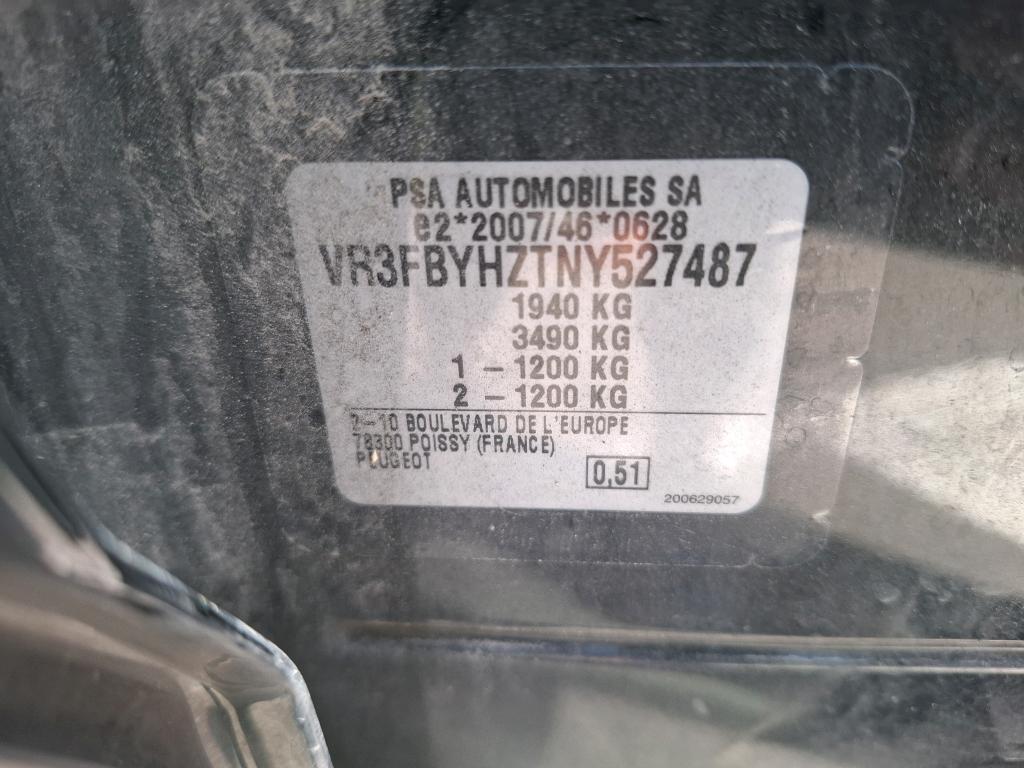 PSA AUTOMOBILES SA
e2*2007/46*0628
VR3FBYHZTNY527487
1940 KG
3490 KG
1 – 1200 KG
2 – 1200 KG
2–10 BOULEVARD DE L'EUROPE
78300 POISSY (FRANCE)
PEUGEOT
0,51
200629057